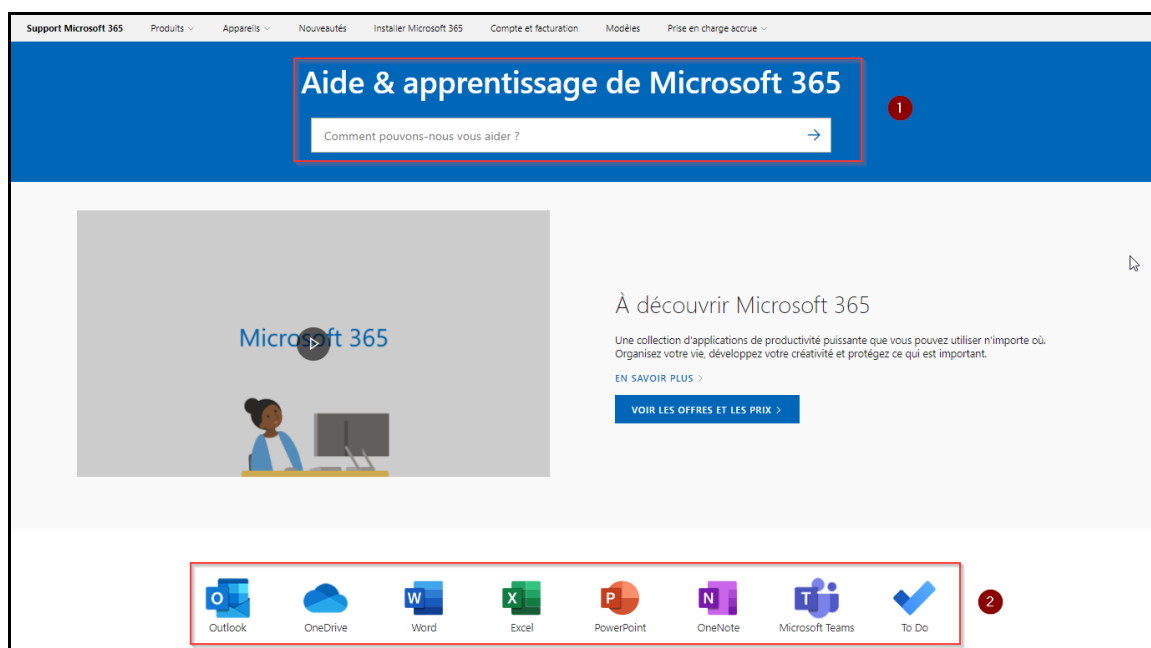 Support Microsoft 365 Produits Appareils Nouveautés Installer Microsoft 365 Compte et facturation Modèles Prise en charge accrue
Aide & apprentissage de Microsoft 365
1
Comment pouvons-nous vous aider ?
Microsoft 365
À découvrir Microsoft 365
Une collection d'applications de productivité puissante que vous pouvez utiliser n'importe où.
Organisez votre vie, développez votre créativité et protégez ce qui est important.
EN SAVOIR PLUS >
VOIR LES OFFRES ET LES PRIX >
O W X P N T
Outlook OneDrive Word Excel PowerPoint OneNote Microsoft Teams To Do
2